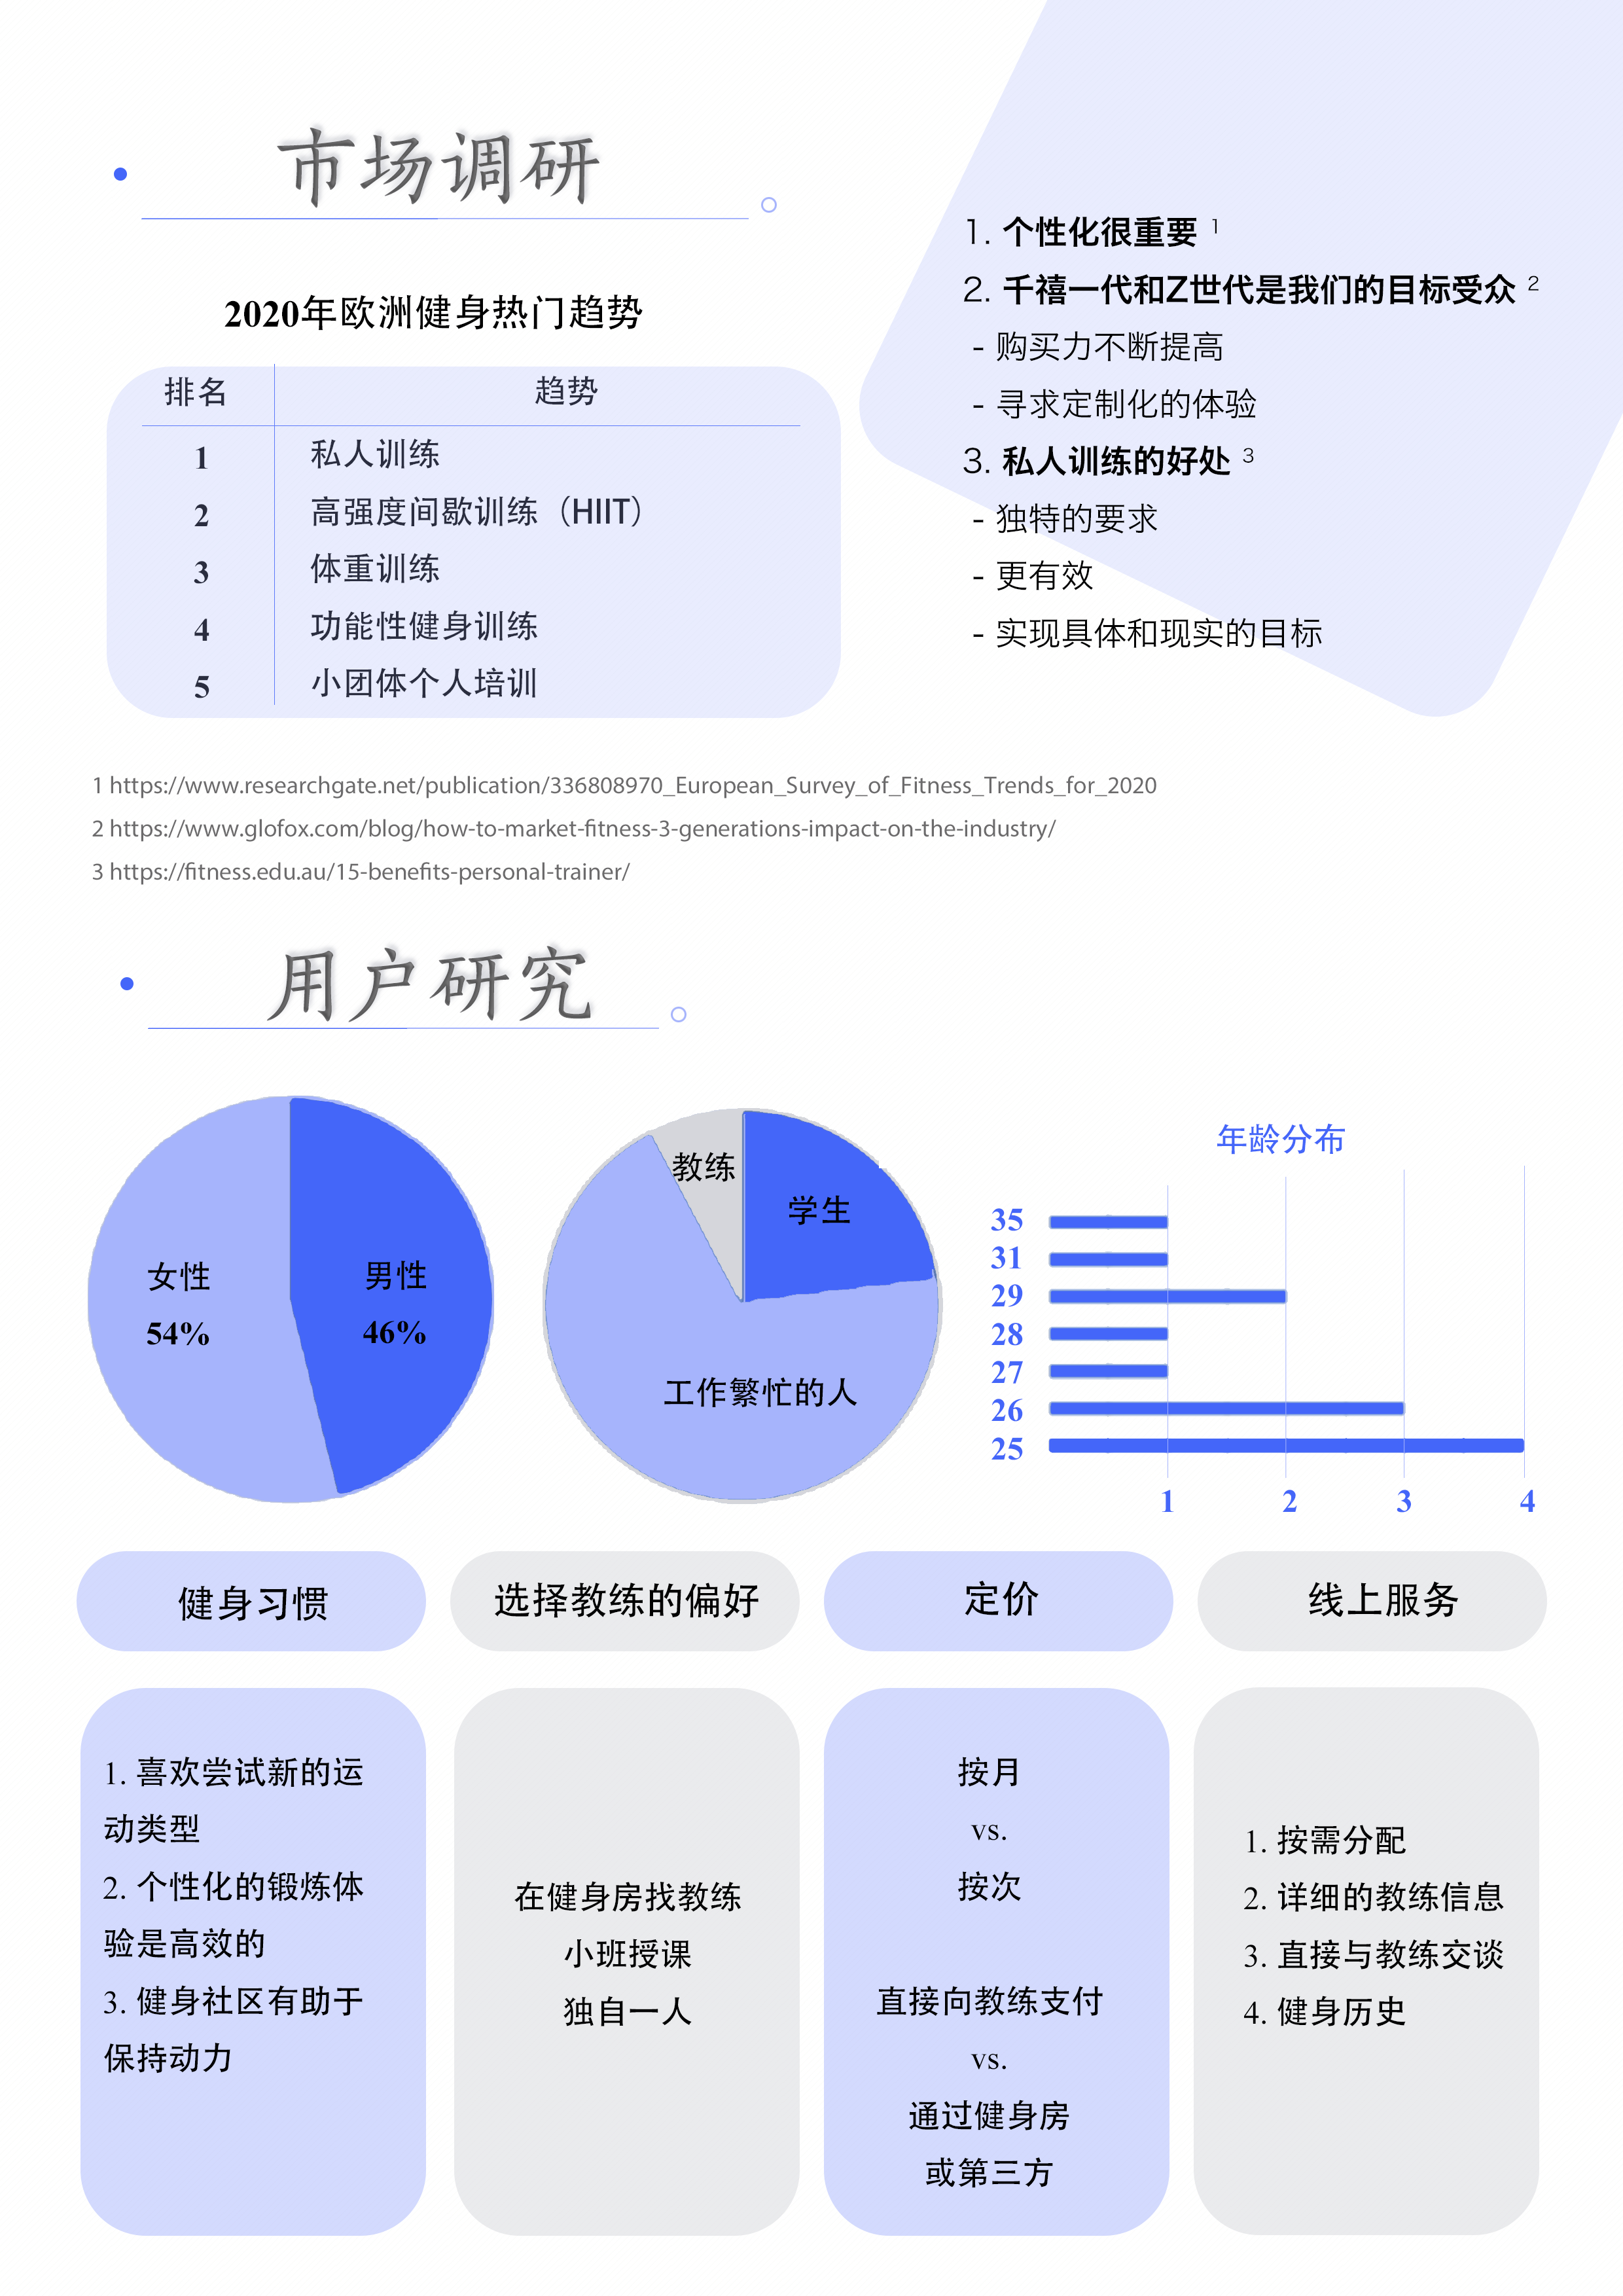 市场调研
2020年欧洲健身热门趋势
排名 趋势
1 私人训练
2 高强度间歇训练（HIIT）
3 体重训练
4 功能性健身训练
5 小团体个人培训
1. 个性化很重要 1
2. 千禧一代和Z世代是我们的目标受众 2
- 购买力不断提高
- 寻求定制化的体验
3. 私人训练的好处 3
- 独特的要求
- 更有效
- 实现具体和现实的目标
1 https://www.researchgate.net/publication/336808970_European_Survey_of_Fitness_Trends_for_2020
2 https://www.glofox.com/blog/how-to-market-fitness-3-generations-impact-on-the-industry/
3 https://fitness.edu.au/15-benefits-personal-trainer/
用户研究
女性
54%
男性
46%
教练
学生
工作繁忙的人
年龄分布
35
31
29
28
27
26
25
1 2 3 4
健身习惯
1. 喜欢尝试新的运
动类型
2. 个性化的锻炼体
验是高效的
3. 健身社区有助于
保持动力
选择教练的偏好
在健身房找教练
小班授课
独自一人
定价
按月
vs.
按次
直接向教练支付
vs.
通过健身房
或第三方
线上服务
1. 按需分配
2. 详细的教练信息
3. 直接与教练交谈
4. 健身历史